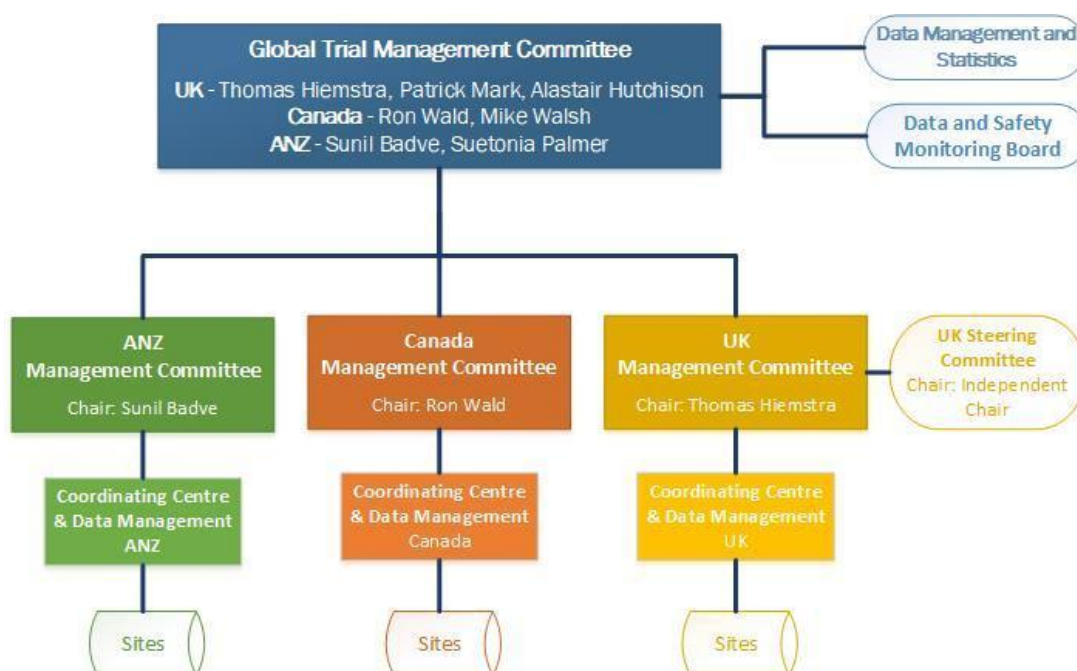 Global Trial Management Committee
UK - Thomas Hiemstra, Patrick Mark, Alastair Hutchison
Canada - Ron Wald, Mike Walsh
ANZ - Sunil Badve, Suetonia Palmer
Data Management and
Statistics
Data and Safety
Monitoring Board
ANZ
Management Committee
Chair: Sunil Badve
Canada
Management Committee
Chair: Ron Wald
UK
Management Committee
Chair: Thomas Hiemstra
UK Steering
Committee
Chair: Independent
Chair
Coordinating Centre
& Data Management
ANZ
Coordinating Centre
& Data Management
Canada
Coordinating Centre
& Data Management
UK
Sites
Sites
Sites